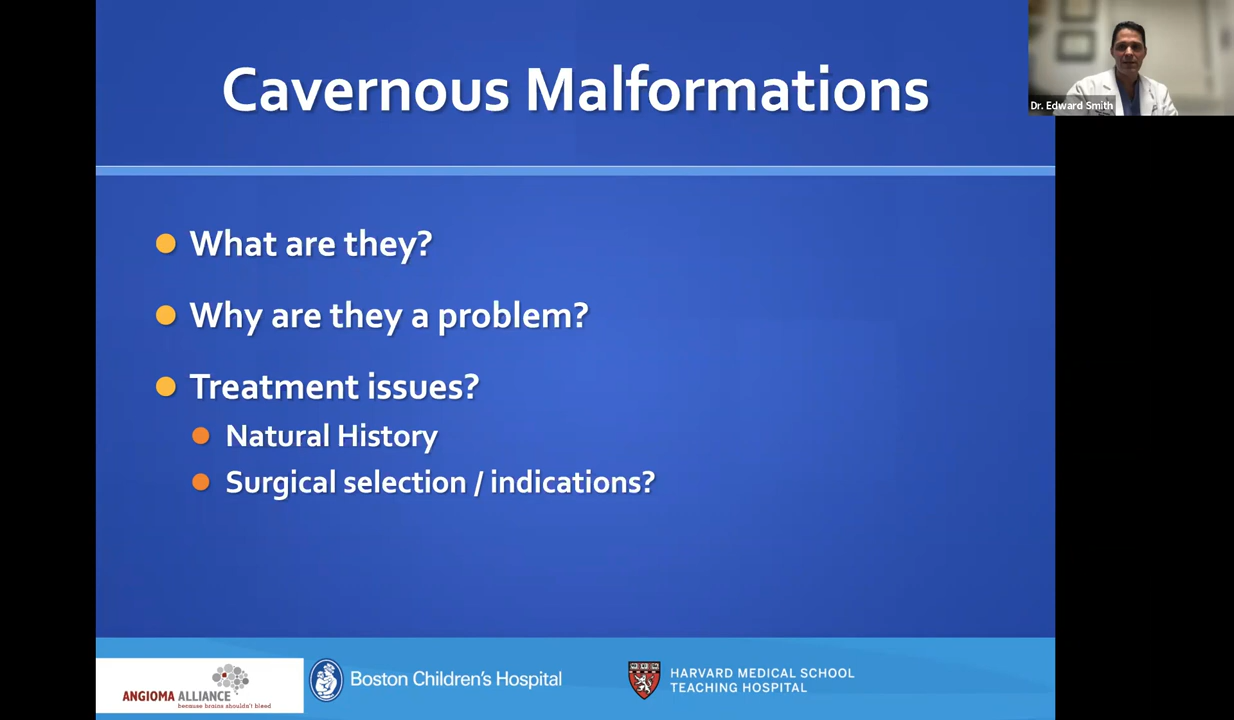 Cavernous Malformations
Dr. Edward Smith
What are they?
Why are they a problem?
Treatment issues?
Natural History
Surgical selection / indications?
ANGIOMA ALLIANCE
because brains shouldn't bleed
Boston Children's Hospital
HARVARD MEDICAL SCHOOL
TEACHING HOSPITAL